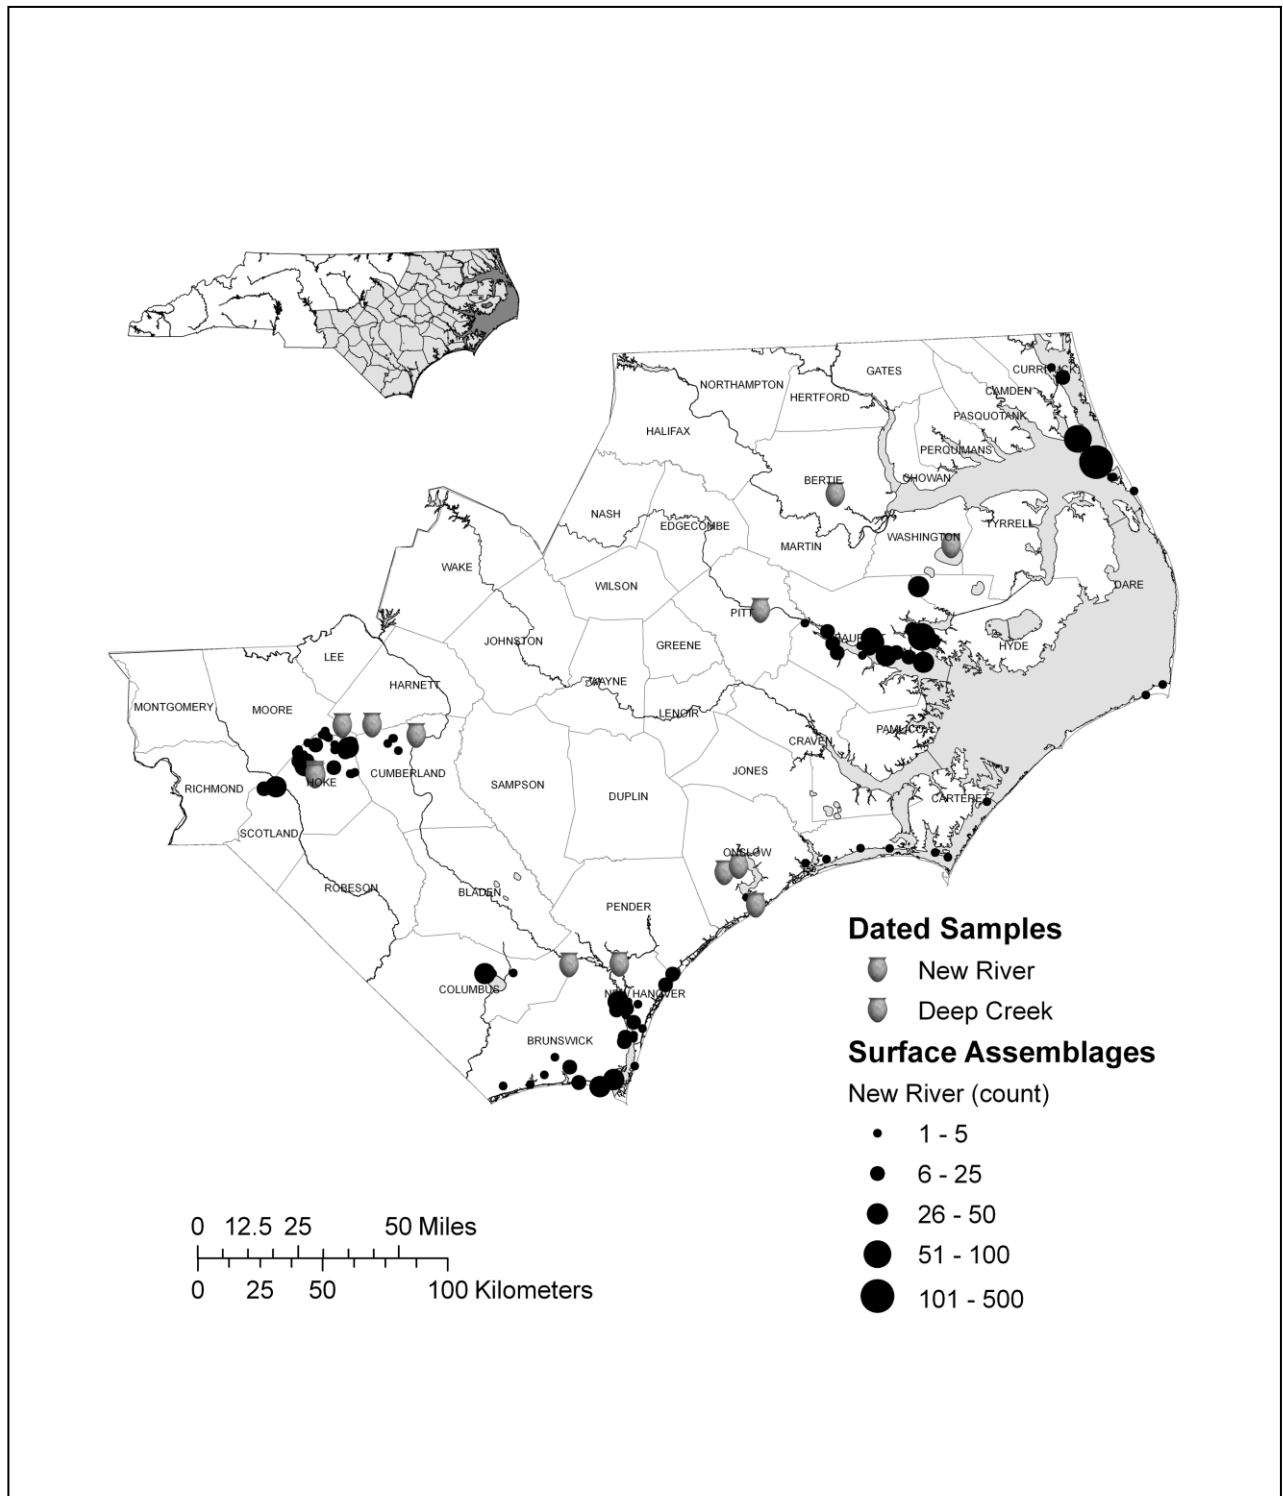 NORTHAMPTON
GATES
CURRITUCK
HERTFORD
CAMDEN
PASQUOTANK
HALIFAX
PERQUIMANS
BERTIE
CHOWAN
NASH
EDGECOMBE
TYRRELL
WASHINGTON
MARTIN
WAKE
WILSON
DARE
PITT
JOHNSTON
GREENE
HYDE
LEE
WAYNE
HARNETT
MONTGOMERY
MOORE
LENOIR
PAMLICO
CRAVEN
JONES
CUMBERLAND
HOKE
SAMPSON
RICHMOND
DUPLIN
CARTERET
SCOTLAND
ONSLOW
ROBESON
BLADEN
PENDER
COLUMBUS
NEW HANOVER
BRUNSWICK
Dated Samples
New River
Deep Creek
Surface Assemblages
New River (count)
1 - 5
6 - 25
26 - 50
51 - 100
101 - 500
0 12.5 25 50 Miles
0 25 50 100 Kilometers